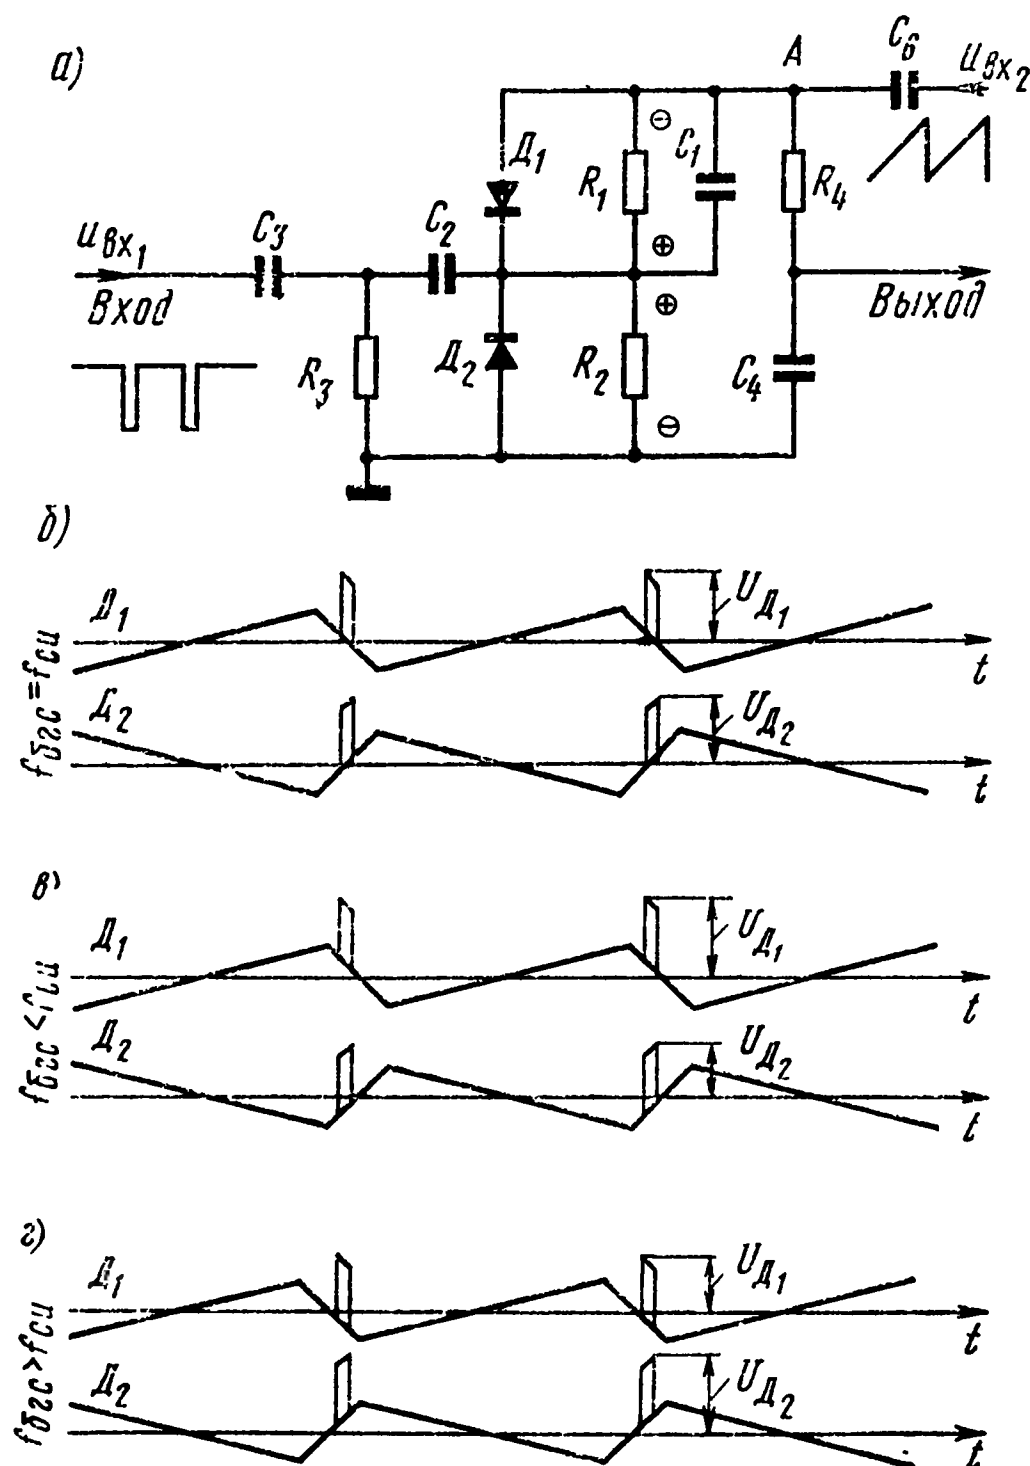 а)
A
C6
uвх2
Д1
R1
C1
R4
⊖
⊕
uвх1
C3
C2
Вход
Выход
R3
Д2
R2
C4
⊕
⊖
б)
fбгс=fси
Д1
UД1
t
Д2
UД2
t
в)
fбгс<fси
Д1
UД1
t
Д2
UД2
t
г)
fбгс>fси
Д1
UД1
t
Д2
UД2
t